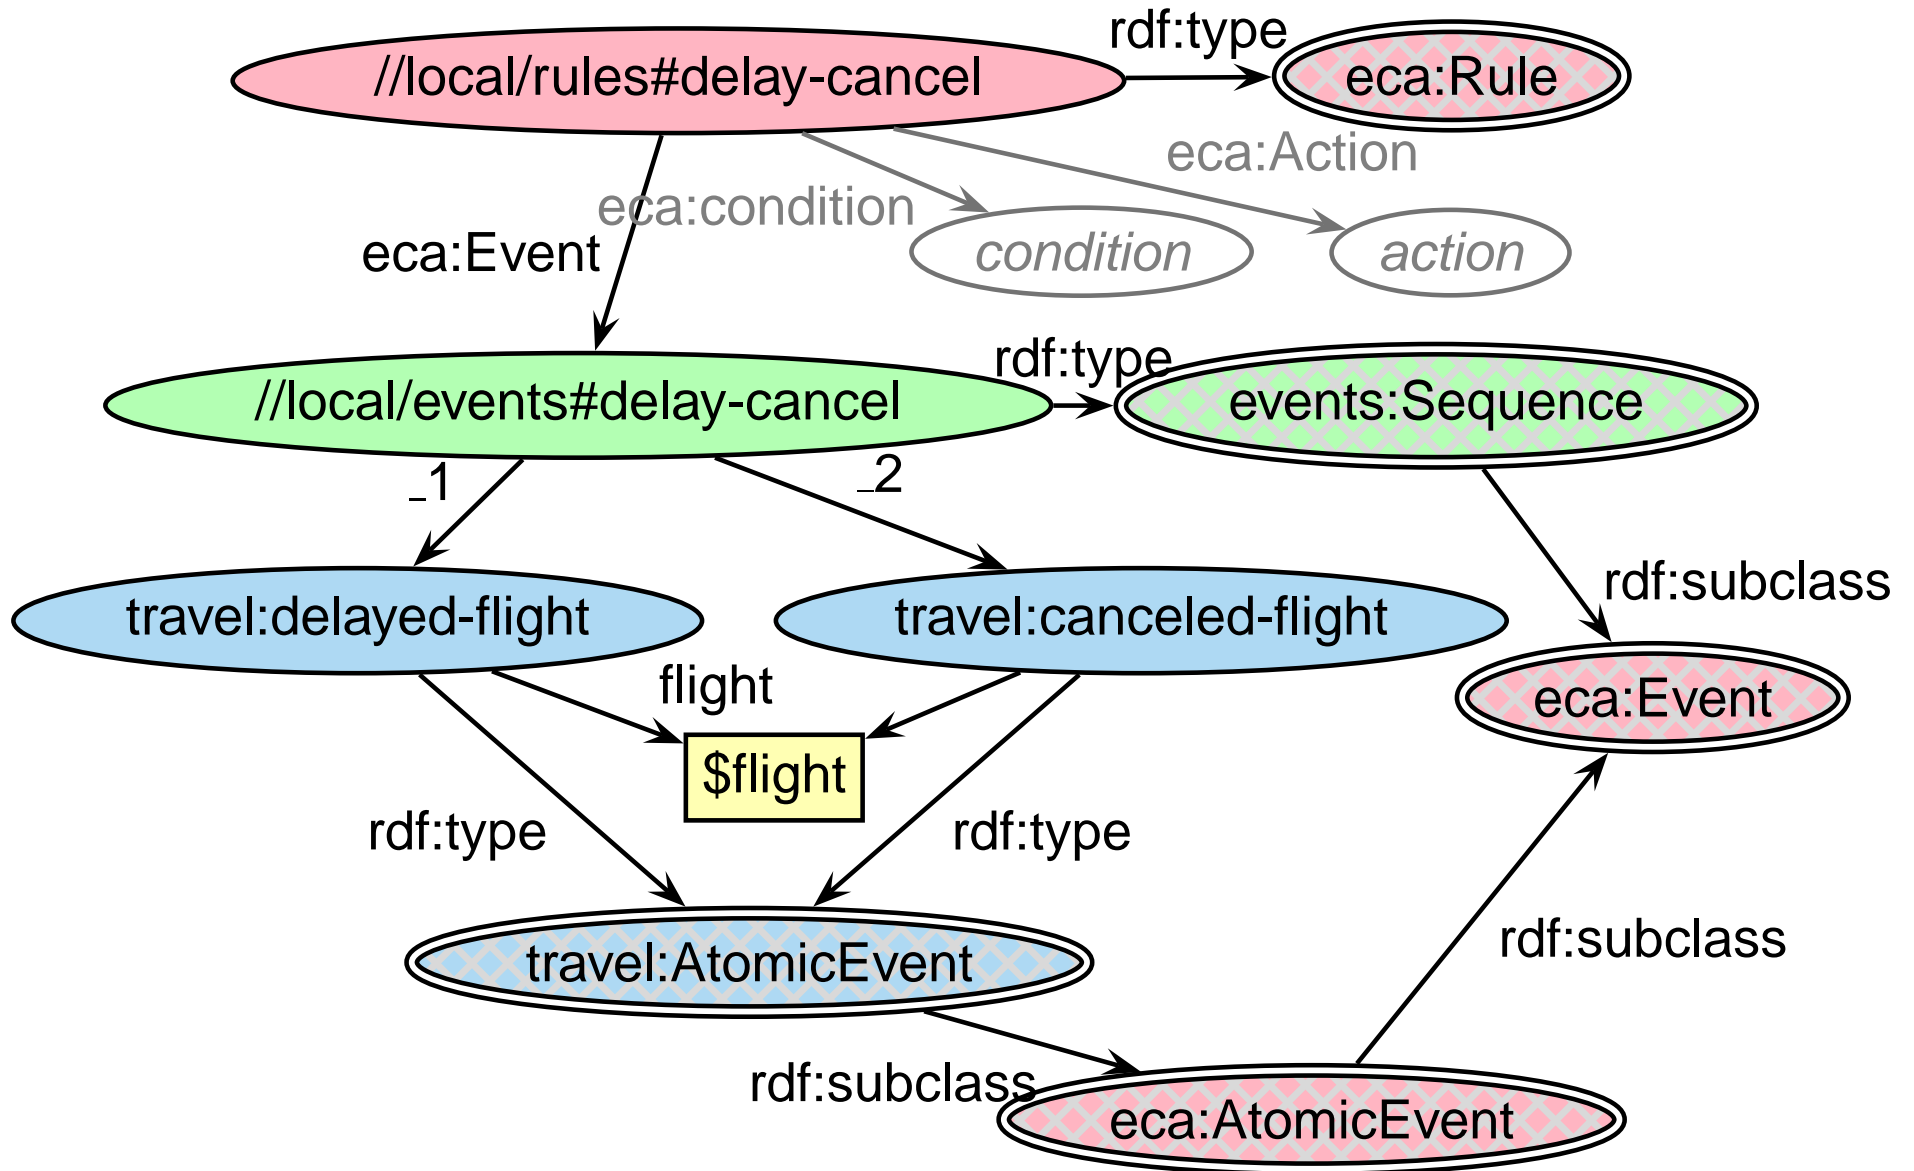 rdf:type
//local/rules#delay-cancel
eca:Rule
eca:Action
eca:condition
eca:Event
condition
action
rdf:type
//local/events#delay-cancel
events:Sequence
_1
_2
rdf:subclass
travel:delayed-flight
travel:canceled-flight
flight
eca:Event
$flight
rdf:type
rdf:type
rdf:subclass
travel:AtomicEvent
rdf:subclass
eca:AtomicEvent